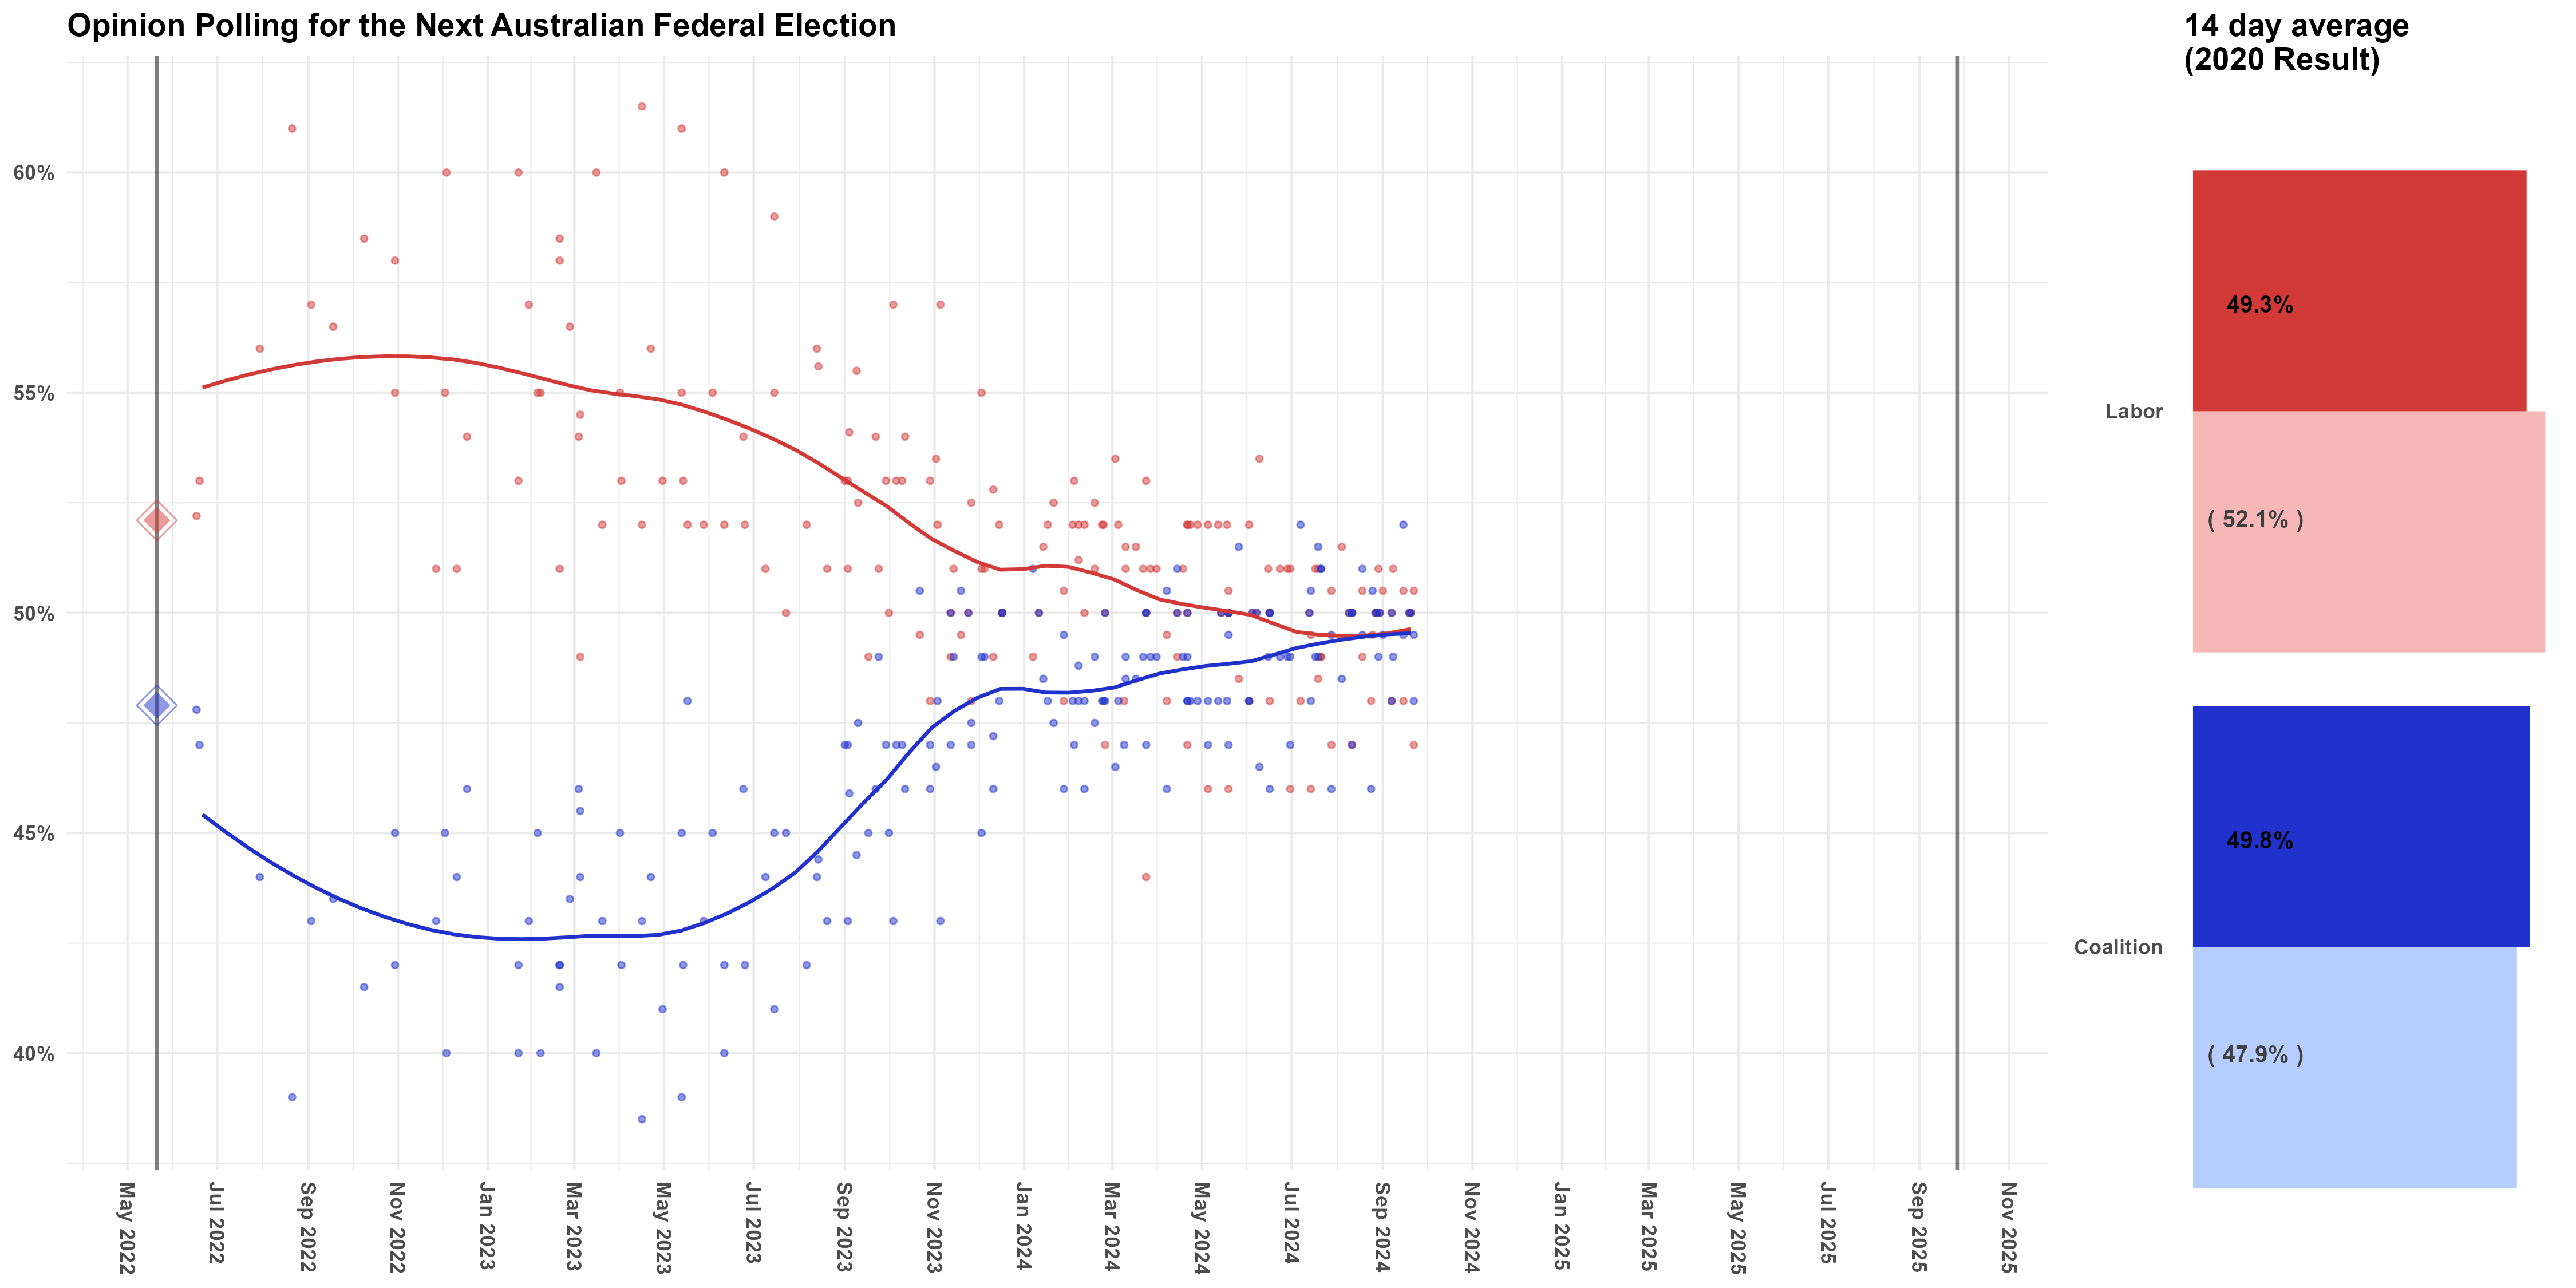 Opinion Polling for the Next Australian Federal Election
14 day average
(2020 Result)
60%
55%
50%
45%
40%
May 2022
Jul 2022
Sep 2022
Nov 2022
Jan 2023
Mar 2023
May 2023
Jul 2023
Sep 2023
Nov 2023
Jan 2024
Mar 2024
May 2024
Jul 2024
Sep 2024
Nov 2024
Jan 2025
Mar 2025
May 2025
Jul 2025
Sep 2025
Nov 2025
Labor
49.3%
( 52.1% )
Coalition
49.8%
( 47.9% )